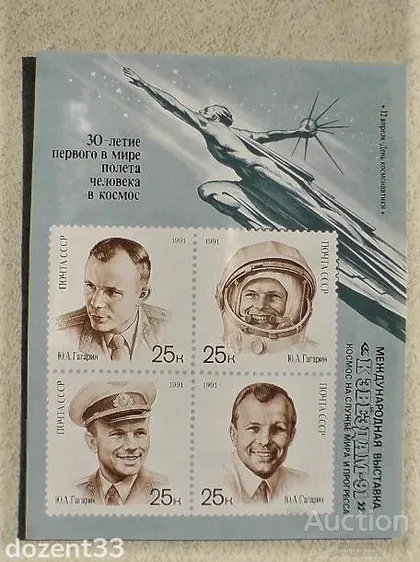 30-летие
первого в мире
полета
человека
в космос
• 12 апреля - День космонавтики •
ПОЧТА СССР
1991
Ю.А. Гагарин
25к
1991
ПОЧТА СССР
25к
Ю.А. Гагарин
ПОЧТА СССР
1991
Ю.А. Гагарин
25к
1991
ПОЧТА СССР
25к
Ю.А. Гагарин
МЕЖДУНАРОДНАЯ ВЫСТАВКА
«К ЗВЕЗДАМ-91»
КОСМОС НА СЛУЖБЕ МИРА И ПРОГРЕССА
Auction
dozent33